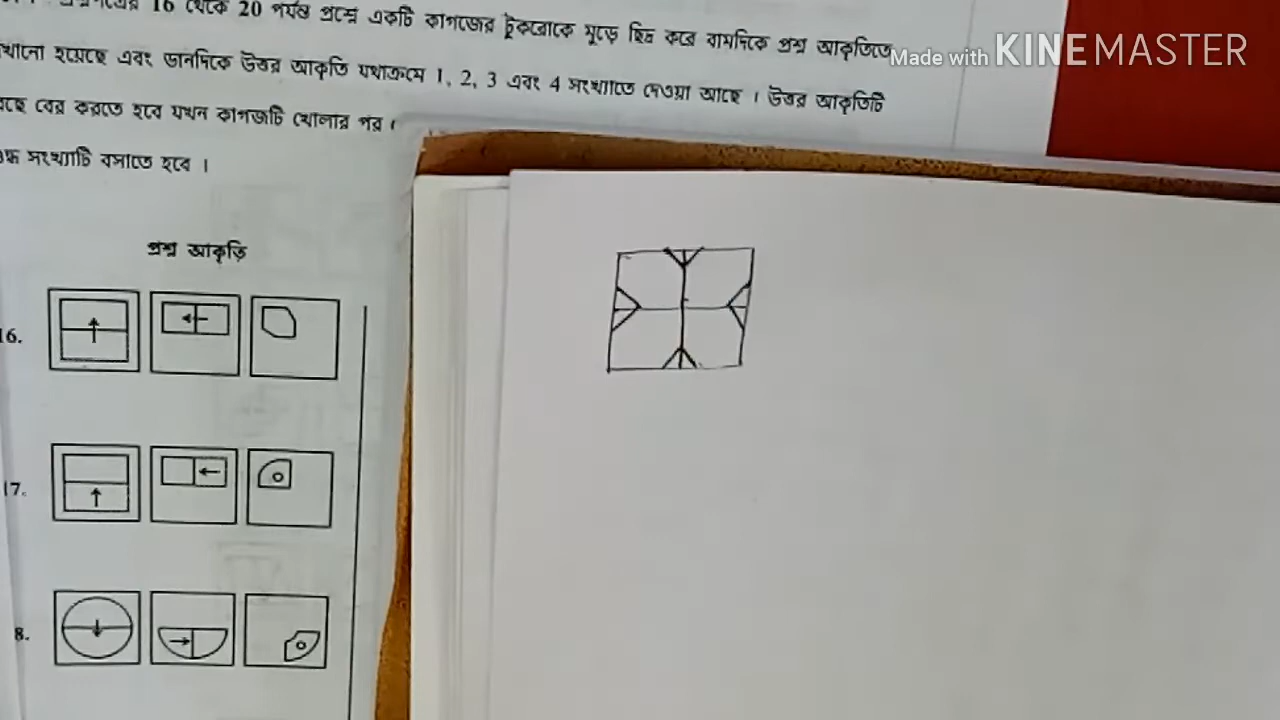 16 থেকে 20 পর্যন্ত প্রশ্নে একটি কাগজের টুকরোকে মুড়ে ছিদ্র করে বামদিকে প্রশ্ন আকৃতিতে
হয়েছে এবং ডানদিকে উত্তর আকৃতি যথাক্রমে 1, 2, 3 এবং 4 সংখ্যাতে দেওয়া আছে । উত্তর আকৃতিটি
বের করতে হবে যখন কাগজটি খোলার পর ।
সংখ্যাটি বসাতে হবে ।
Made with KINEMASTER
প্রশ্ন আকৃতি
16.
17.
8.